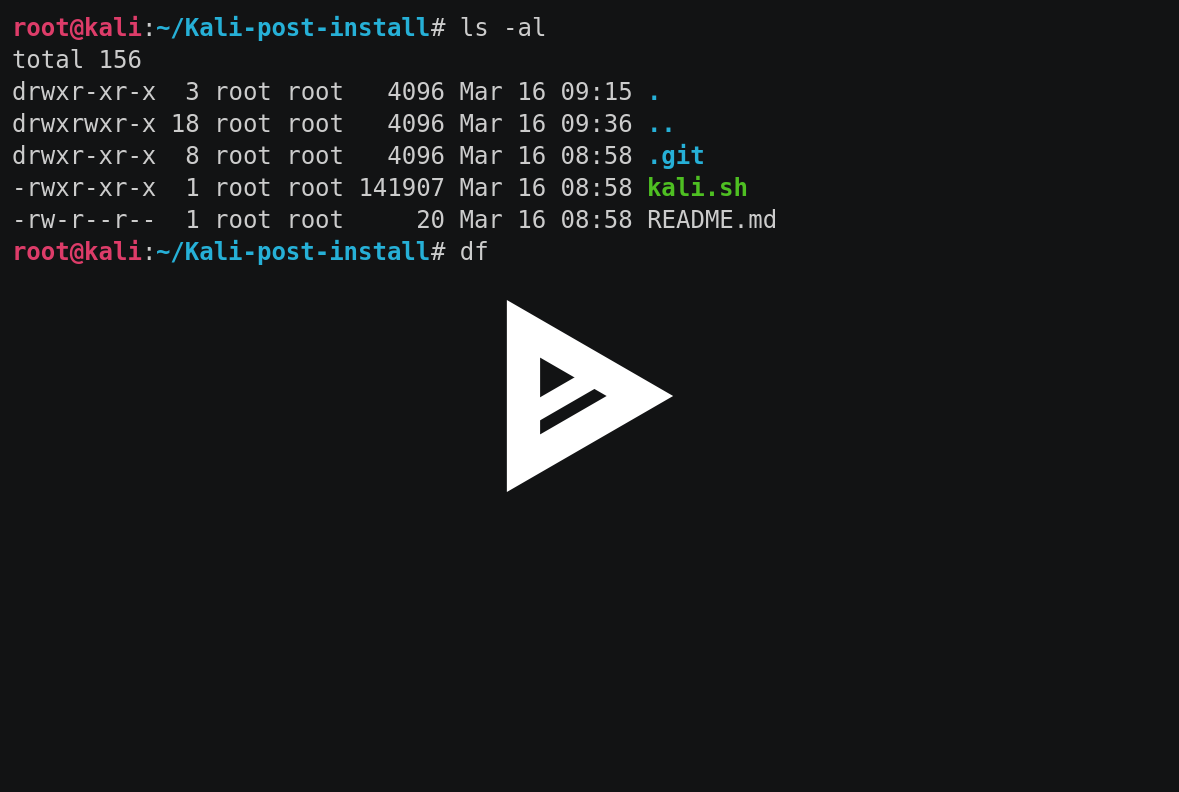 root@kali:~/Kali-post-install# ls -al
total 156
drwxr-xr-x  3 root root   4096 Mar 16 09:15 .
drwxrwxr-x 18 root root   4096 Mar 16 09:36 ..
drwxr-xr-x  8 root root   4096 Mar 16 08:58 .git
-rwxr-xr-x  1 root root 141907 Mar 16 08:58 kali.sh
-rw-r--r--  1 root root     20 Mar 16 08:58 README.md
root@kali:~/Kali-post-install# df